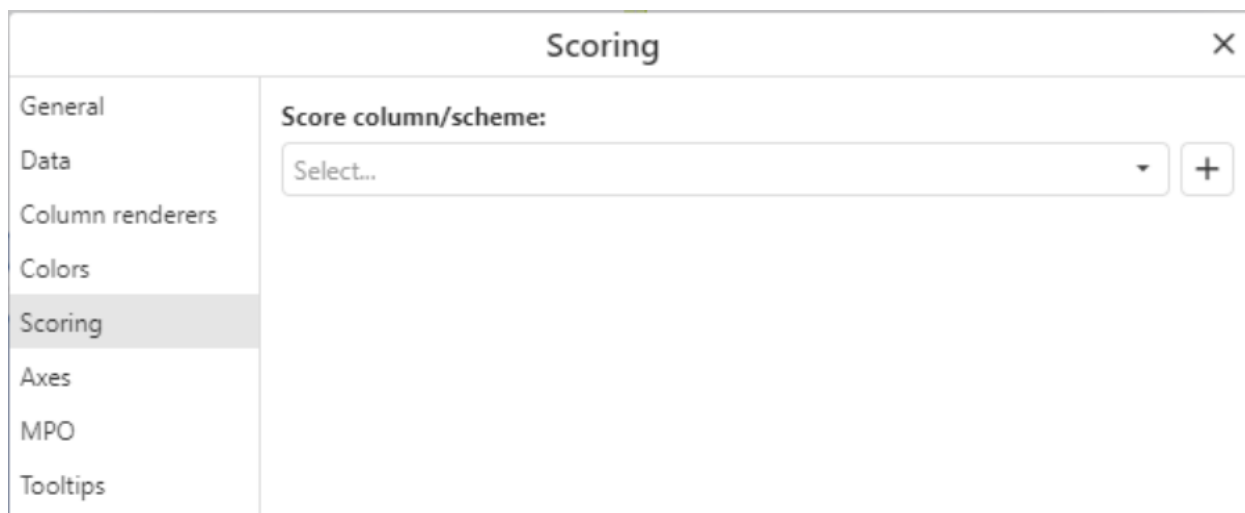 Scoring
General
Data
Column renderers
Colors
Scoring
Axes
MPO
Tooltips
Score column/scheme:
Select...